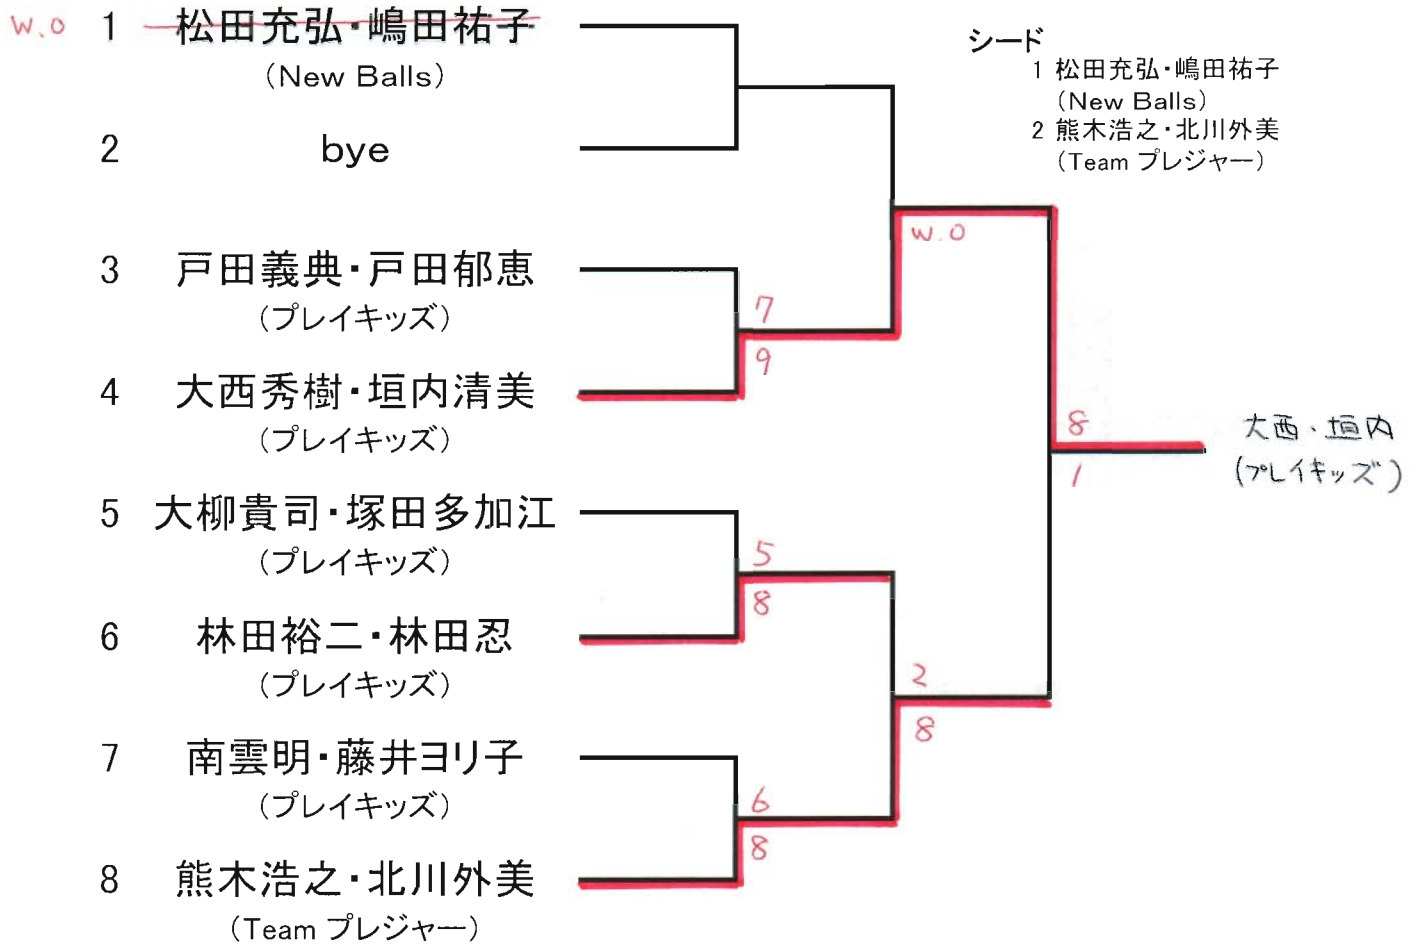 W.O 1 松田充弘・嶋田祐子
(New Balls)
2 bye
3 戸田義典・戸田郁恵
(プレイキッズ)
4 大西秀樹・垣内清美
(プレイキッズ)
5 大柳貴司・塚田多加江
(プレイキッズ)
6 林田裕二・林田忍
(プレイキッズ)
7 南雲明・藤井ヨリ子
(プレイキッズ)
8 熊木浩之・北川外美
(Team プレジャー)
7
9
5
8
6
8
W.O
2
8
8
1
大西・垣内
(プレイキッズ)
シード
1 松田充弘・嶋田祐子
(New Balls)
2 熊木浩之・北川外美
(Team プレジャー)